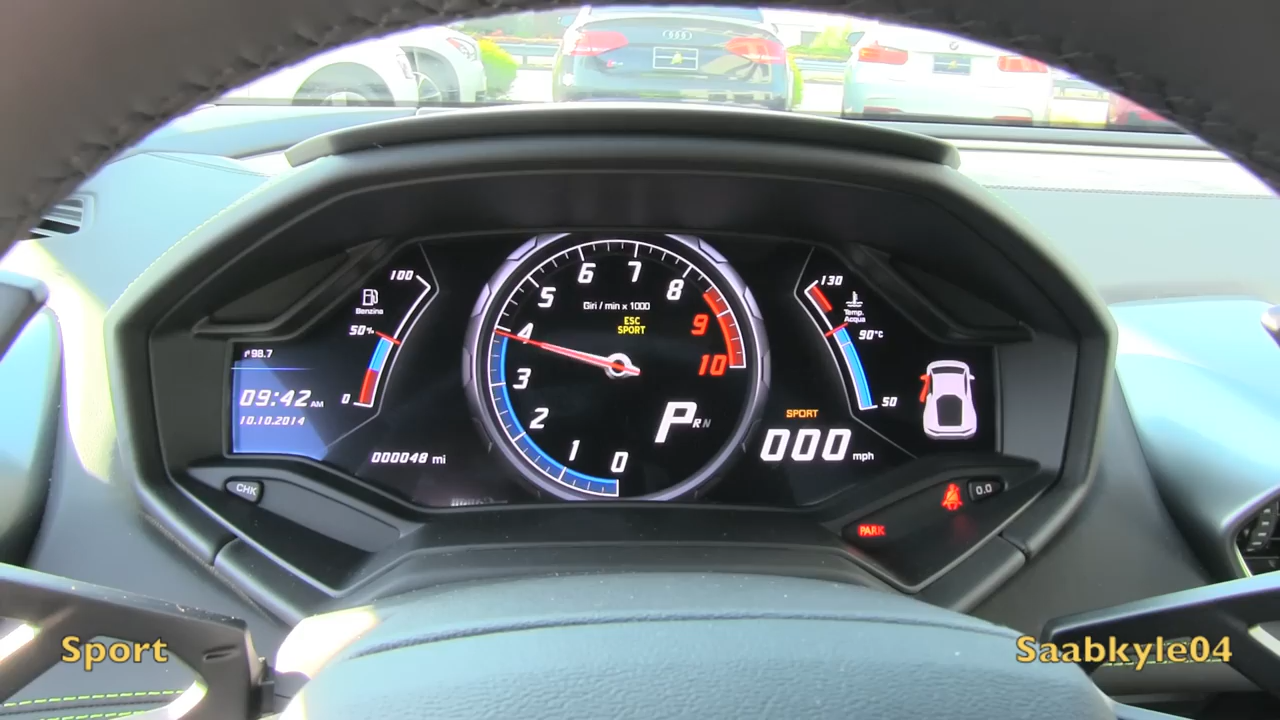 100
Benzina
50%
0
┌98.7
09:42 AM
10.10.2014
000048 mi
CHK
0
1
2
3
4
5
6
7
8
9
10
Giri / min x 1000
ESC
SPORT
PRN
130
Temp.
Acqua
90°C
50
SPORT
000 mph
0.0
PARK
Sport
Saabkyle04